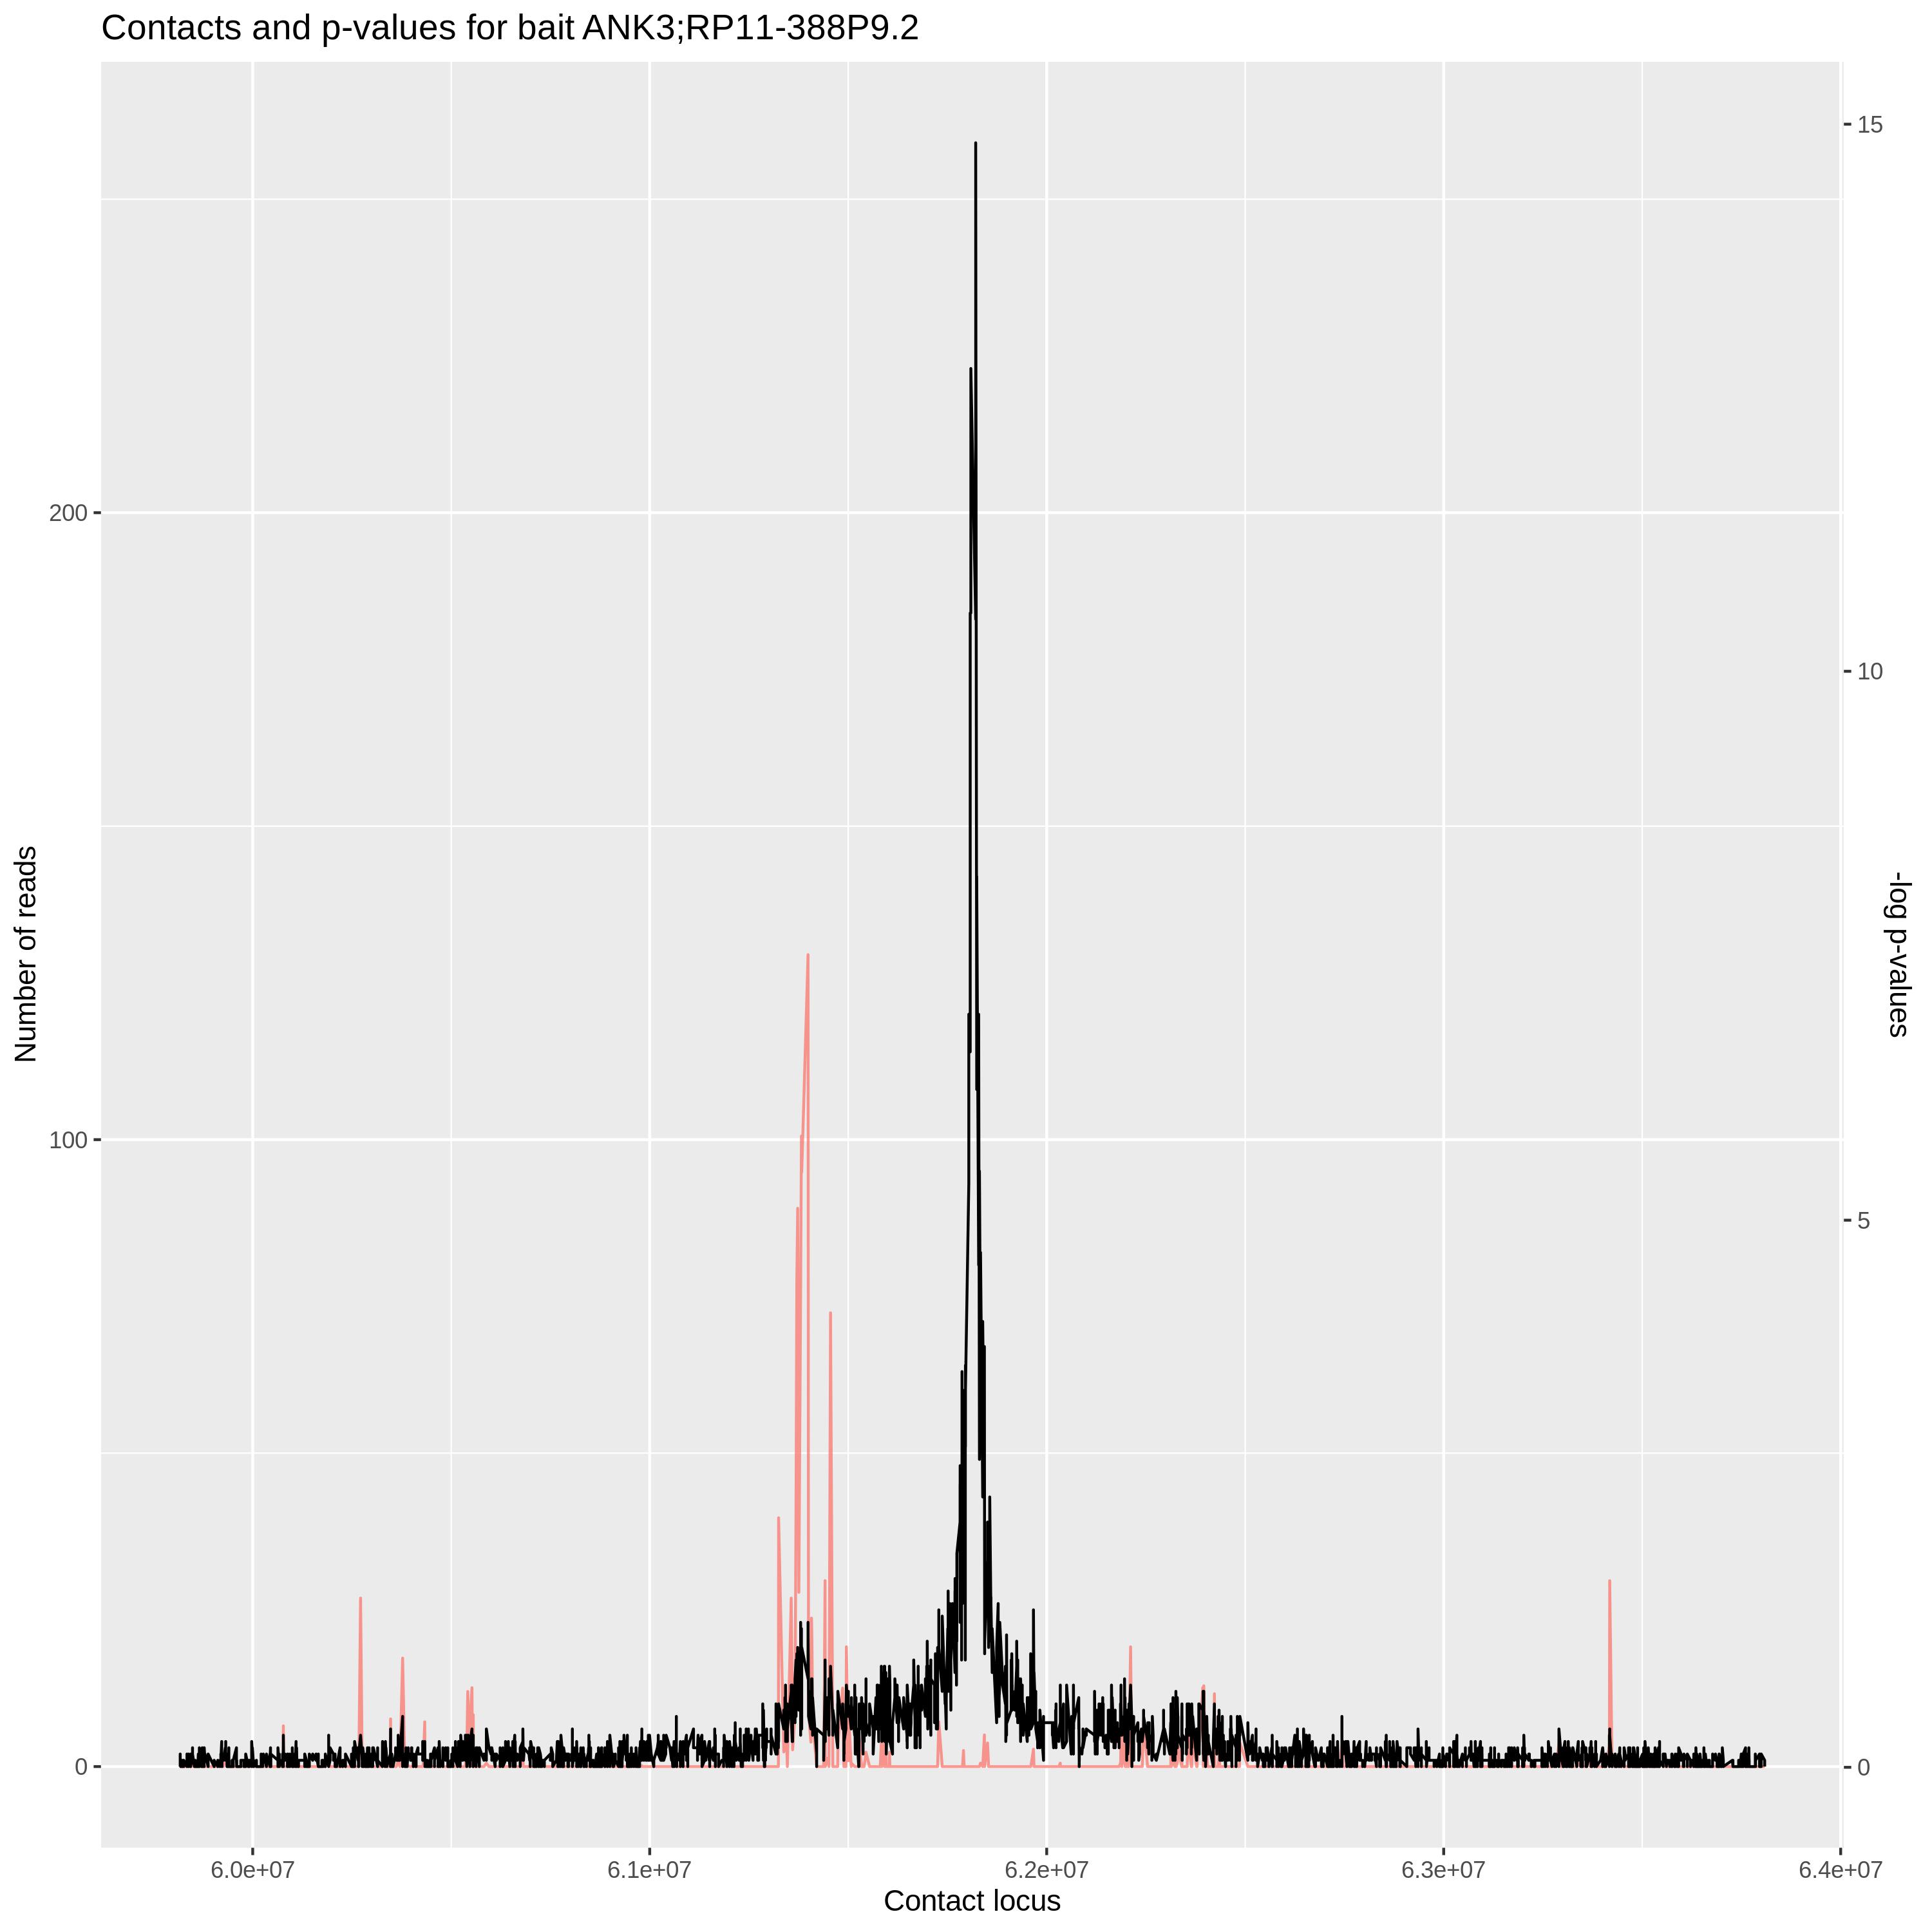 Contacts and p-values for bait ANK3;RP11-388P9.2
Number of reads
200
100
0
15
10
5
0
-log p-values
6.0e+07
6.1e+07
6.2e+07
6.3e+07
6.4e+07
Contact locus